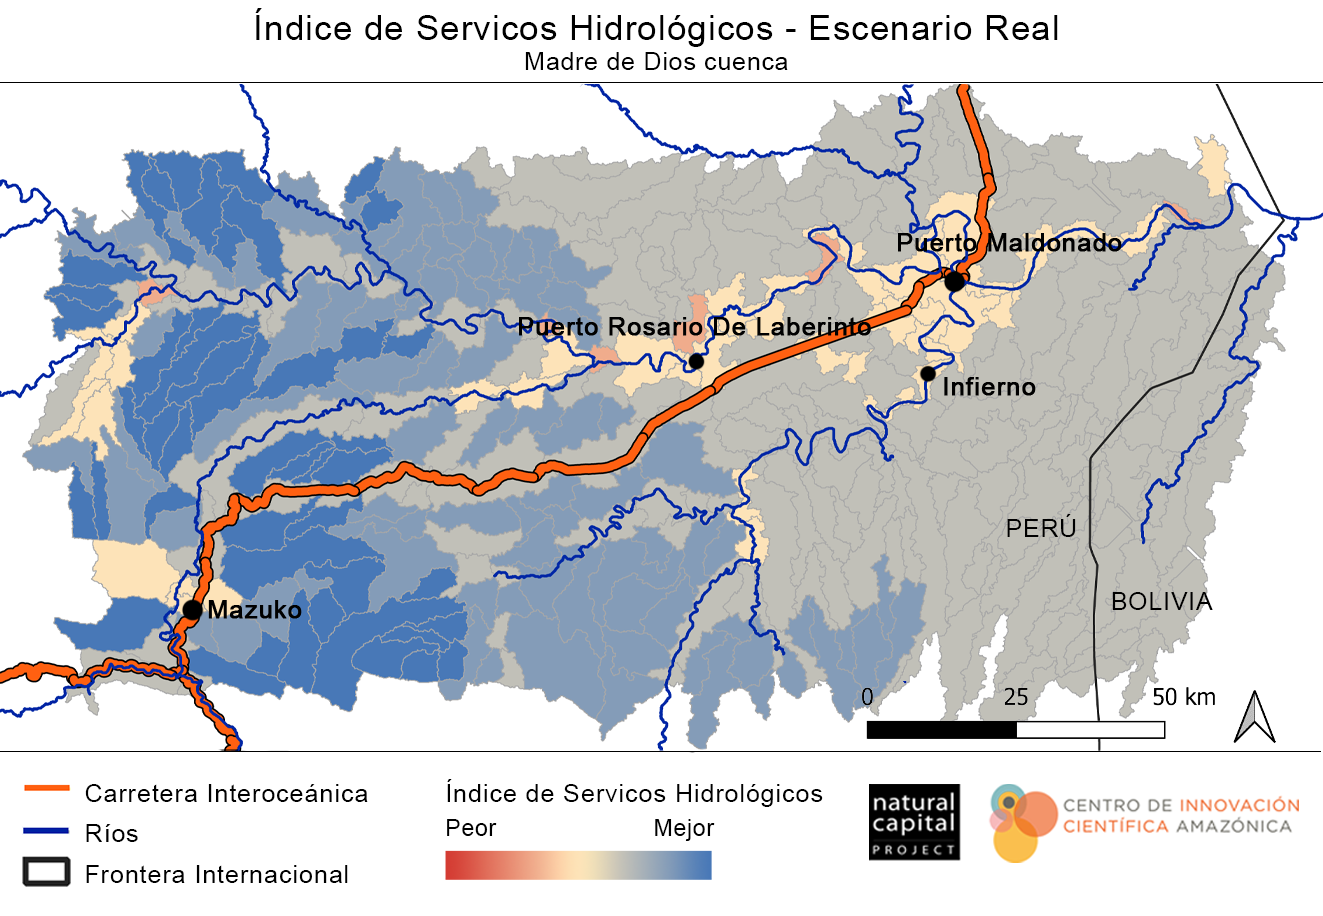 Índice de Servicos Hidrológicos - Escenario Real
Madre de Dios cuenca
Puerto Maldonado
Puerto Rosario De Laberinto
Infierno
PERÚ
BOLIVIA
Mazuko
0 25 50 km
Carretera Interoceánica
Ríos
Frontera Internacional
Índice de Servicos Hidrológicos
Peor Mejor
natural
capital
PROJECT
CENTRO DE INNOVACIÓN
CIENTÍFICA AMAZÓNICA